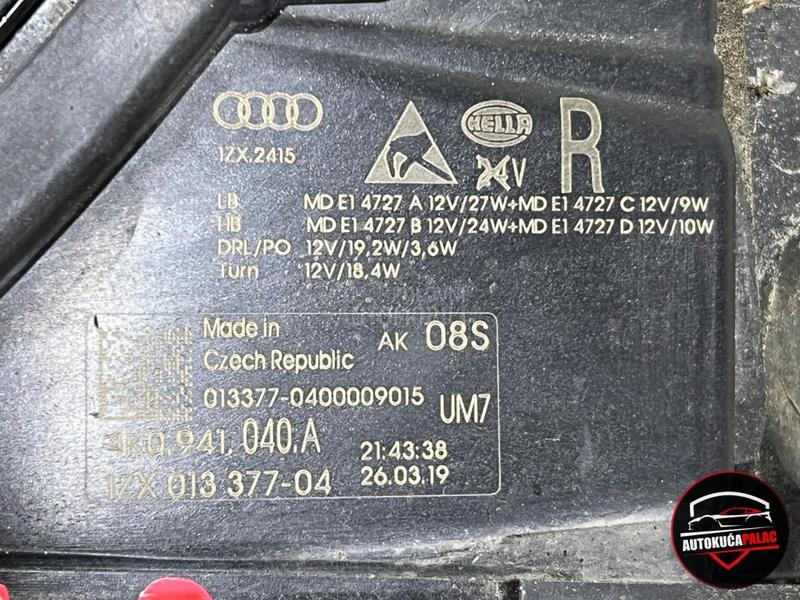 HELLA
R
1ZX.2415
24V
LB MD E1 4727 A 12V/27W+MD E1 4727 C 12V/9W
HB MD E1 4727 B 12V/24W+MD E1 4727 D 12V/10W
DRL/PO 12V/19,2W/3,6W
Turn 12V/18,4W
Made in
Czech Republic
AK 08S
013377-0400009015
UM7
4K0.941.040.A
21:43:38
1ZX 013 377-04
26.03.19
AUTOKUĆAPALAC